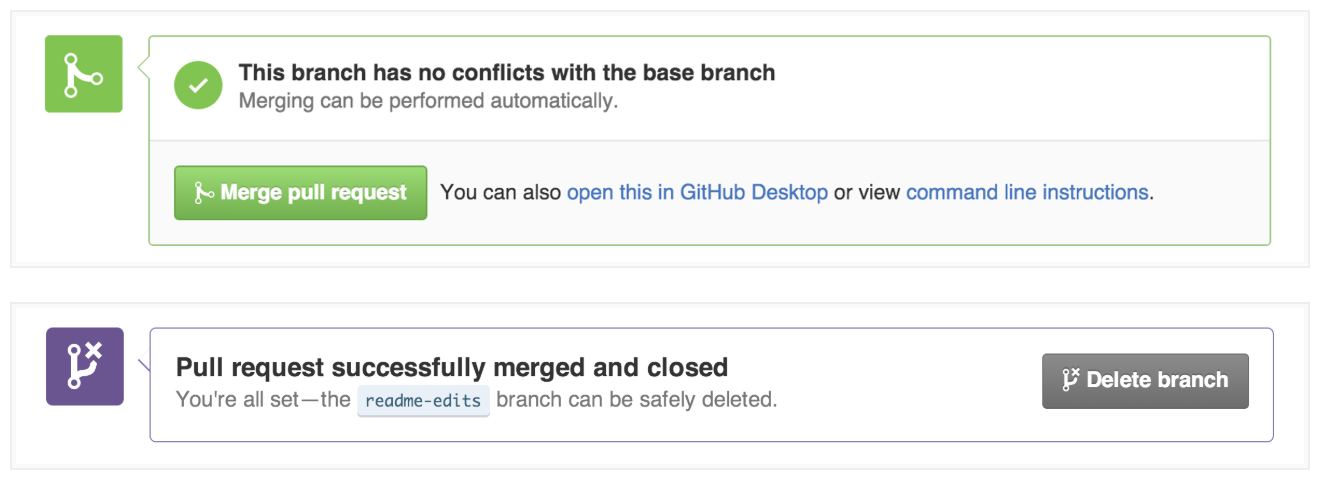 This branch has no conflicts with the base branch
Merging can be performed automatically.
Merge pull request You can also open this in GitHub Desktop or view command line instructions.
Pull request successfully merged and closed
You're all set—the readme-edits branch can be safely deleted.
Delete branch